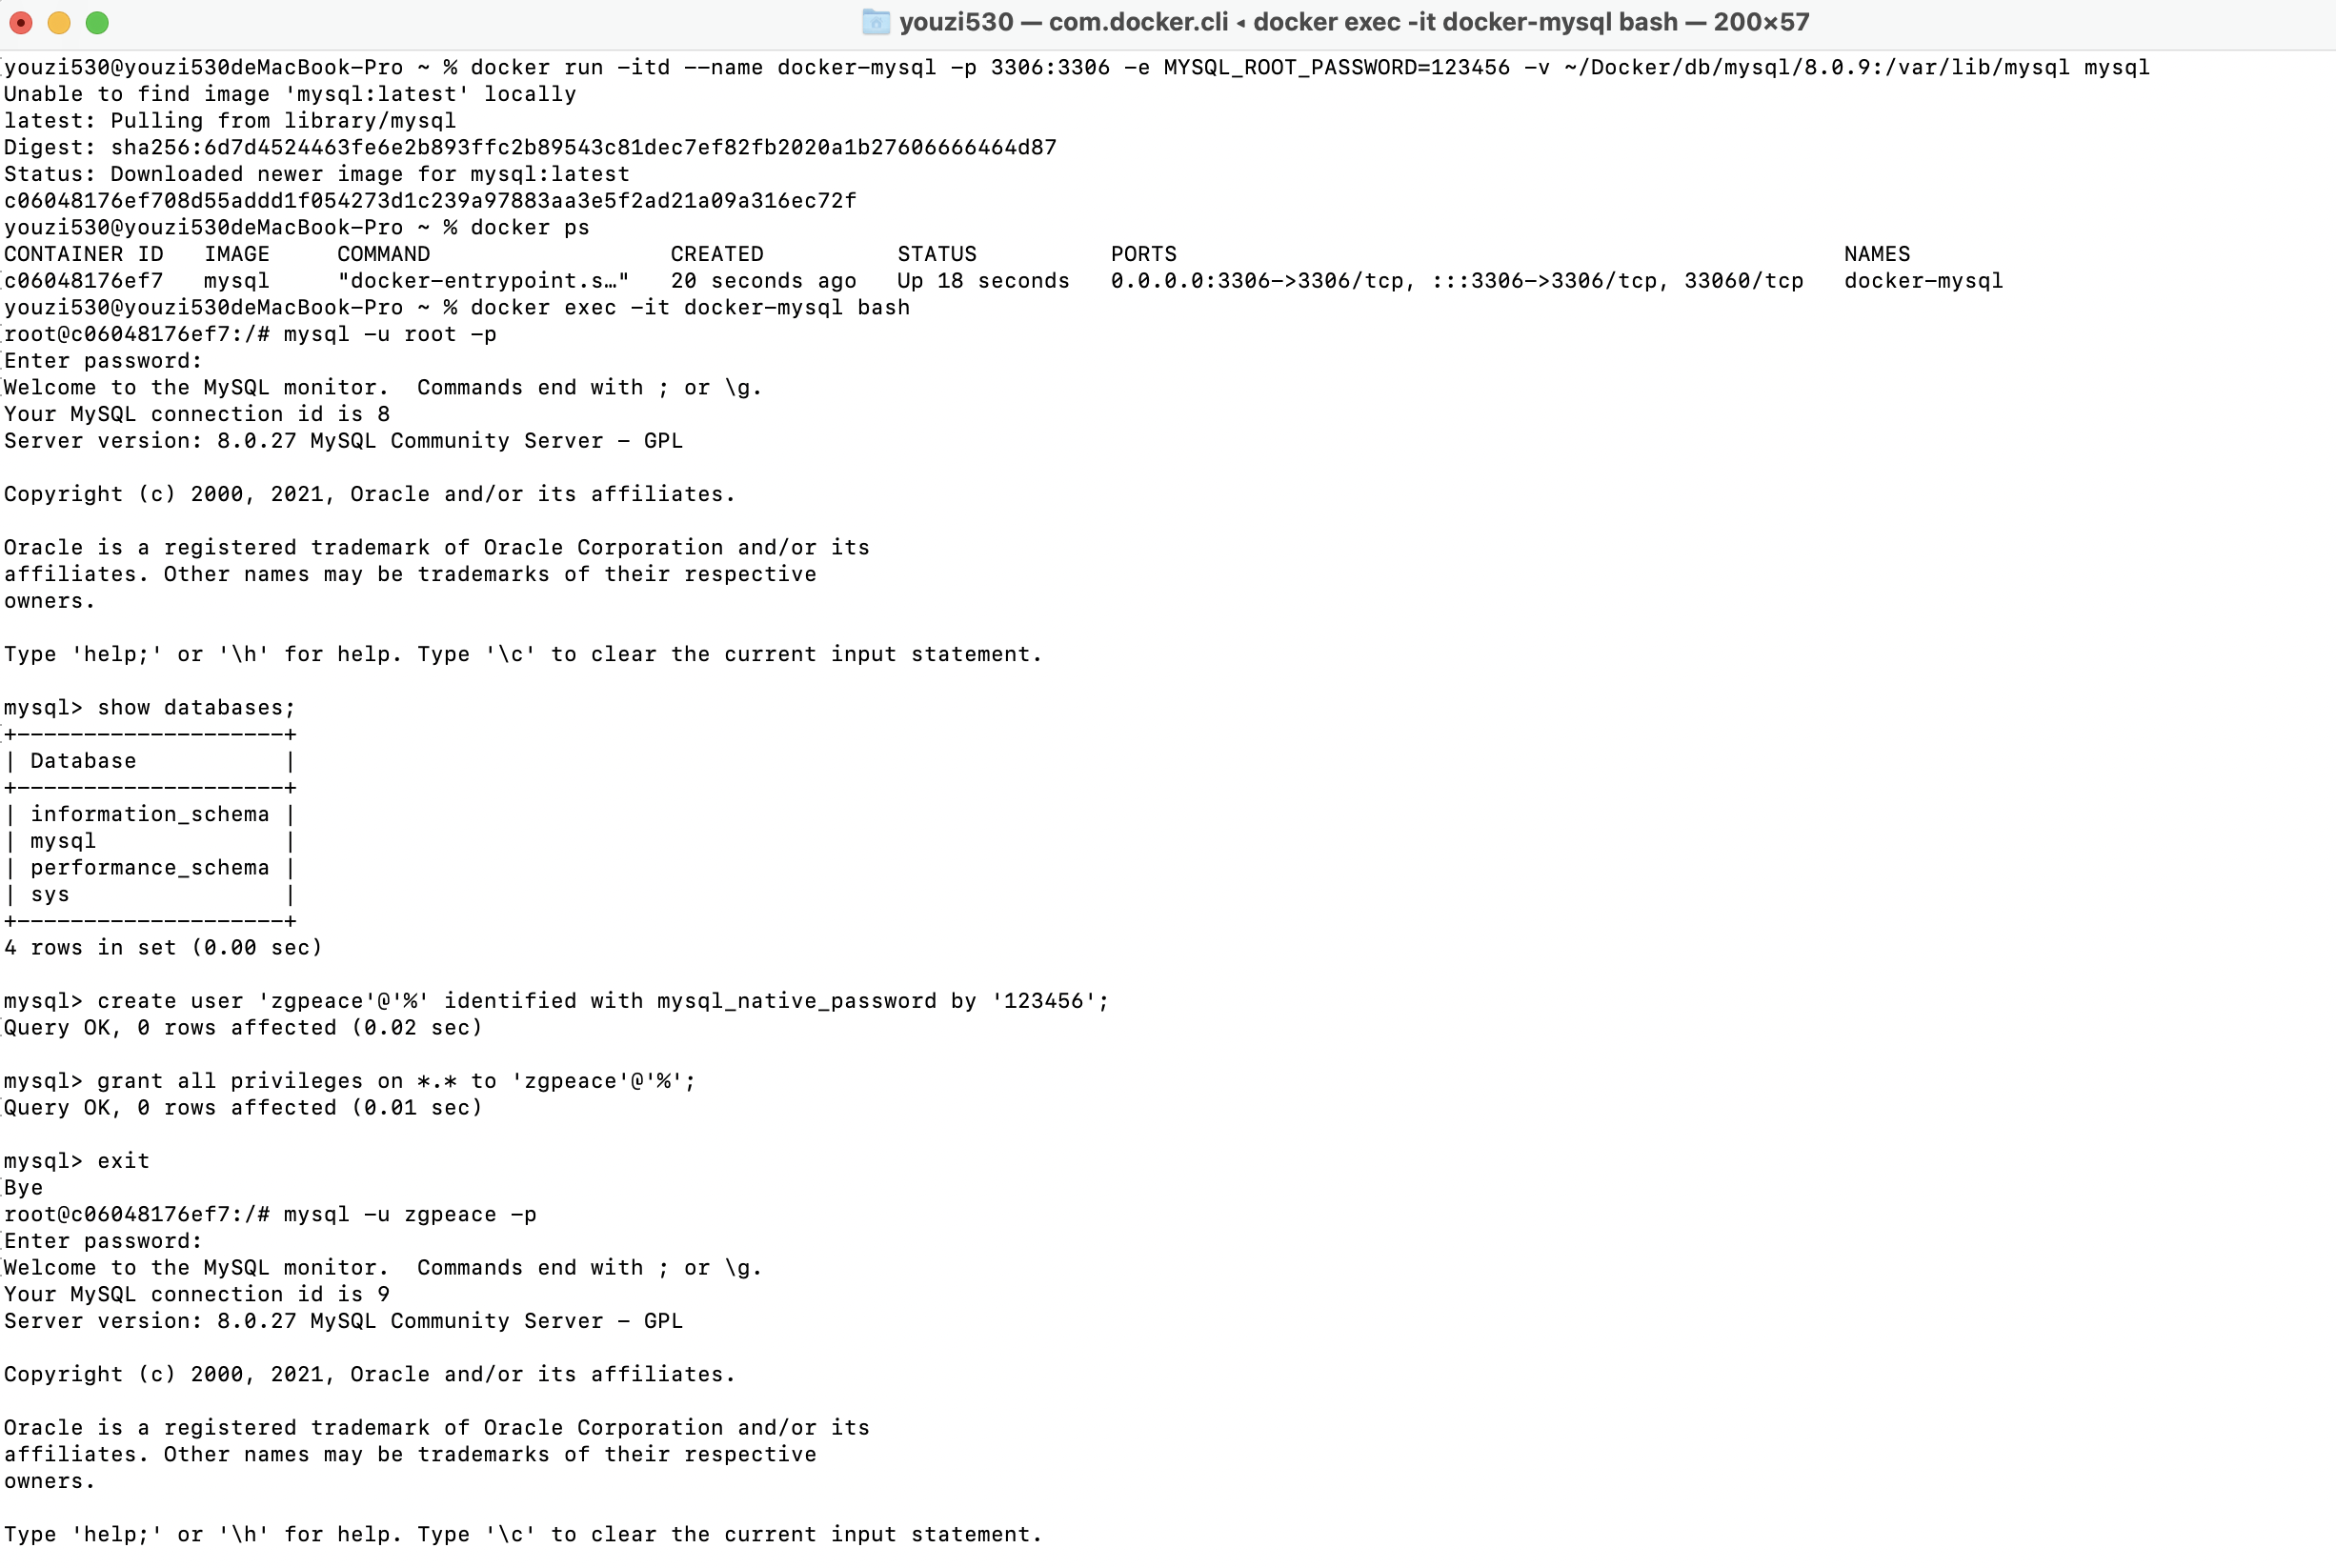 youzi530 — com.docker.cli ◂ docker exec -it docker-mysql bash — 200×57
youzi530@youzi530deMacBook-Pro ~ % docker run -itd --name docker-mysql -p 3306:3306 -e MYSQL_ROOT_PASSWORD=123456 -v ~/Docker/db/mysql/8.0.9:/var/lib/mysql mysql
Unable to find image 'mysql:latest' locally
latest: Pulling from library/mysql
Digest: sha256:6d7d4524463fe6e2b893ffc2b89543c81dec7ef82fb2020a1b27606666464d87
Status: Downloaded newer image for mysql:latest
c06048176ef708d55addd1f054273d1c239a97883aa3e5f2ad21a09a316ec72f
youzi530@youzi530deMacBook-Pro ~ % docker ps
CONTAINER ID   IMAGE     COMMAND                  CREATED          STATUS          PORTS                                                  NAMES
c06048176ef7   mysql     "docker-entrypoint.s…"   20 seconds ago   Up 18 seconds   0.0.0.0:3306->3306/tcp, :::3306->3306/tcp, 33060/tcp   docker-mysql
youzi530@youzi530deMacBook-Pro ~ % docker exec -it docker-mysql bash
root@c06048176ef7:/# mysql -u root -p
Enter password:
Welcome to the MySQL monitor.  Commands end with ; or \g.
Your MySQL connection id is 8
Server version: 8.0.27 MySQL Community Server - GPL
Copyright (c) 2000, 2021, Oracle and/or its affiliates.
Oracle is a registered trademark of Oracle Corporation and/or its
affiliates. Other names may be trademarks of their respective
owners.
Type 'help;' or '\h' for help. Type '\c' to clear the current input statement.
mysql> show databases;
+--------------------+
| Database           |
+--------------------+
| information_schema |
| mysql              |
| performance_schema |
| sys                |
+--------------------+
4 rows in set (0.00 sec)
mysql> create user 'zgpeace'@'%' identified with mysql_native_password by '123456';
Query OK, 0 rows affected (0.02 sec)
mysql> grant all privileges on *.* to 'zgpeace'@'%';
Query OK, 0 rows affected (0.01 sec)
mysql> exit
Bye
root@c06048176ef7:/# mysql -u zgpeace -p
Enter password:
Welcome to the MySQL monitor.  Commands end with ; or \g.
Your MySQL connection id is 9
Server version: 8.0.27 MySQL Community Server - GPL
Copyright (c) 2000, 2021, Oracle and/or its affiliates.
Oracle is a registered trademark of Oracle Corporation and/or its
affiliates. Other names may be trademarks of their respective
owners.
Type 'help;' or '\h' for help. Type '\c' to clear the current input statement.